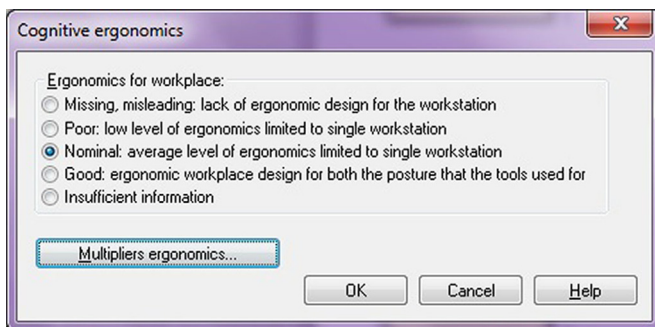 Cognitive ergonomics
Ergonomics for workplace:
Missing, misleading: lack of ergonomic design for the workstation
Poor: low level of ergonomics limited to single workstation
Nominal: average level of ergonomics limited to single workstation
Good: ergonomic workplace design for both the posture that the tools used for
Insufficient information
Multipliers ergonomics...
OK Cancel Help